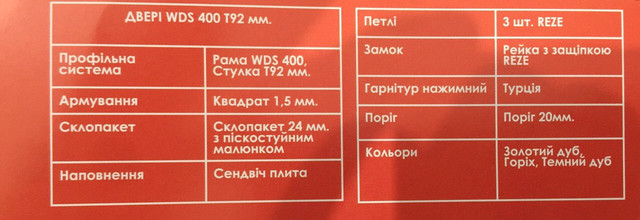 ДВЕРІ WDS 400 T92 мм.
Профільна система
Рама WDS 400,
Стулка Т92 мм.
Армування
Квадрат 1,5 мм.
Склопакет
Склопакет 24 мм.
з піскостуйним
малюнком
Наповнення
Сендвіч плита
Петлі
3 шт. REZE
Замок
Рейка з защіпкою
REZE
Гарнітур нажимний
Турція
Поріг
Поріг 20мм.
Кольори
Золотий дуб,
Горіх, Темний дуб